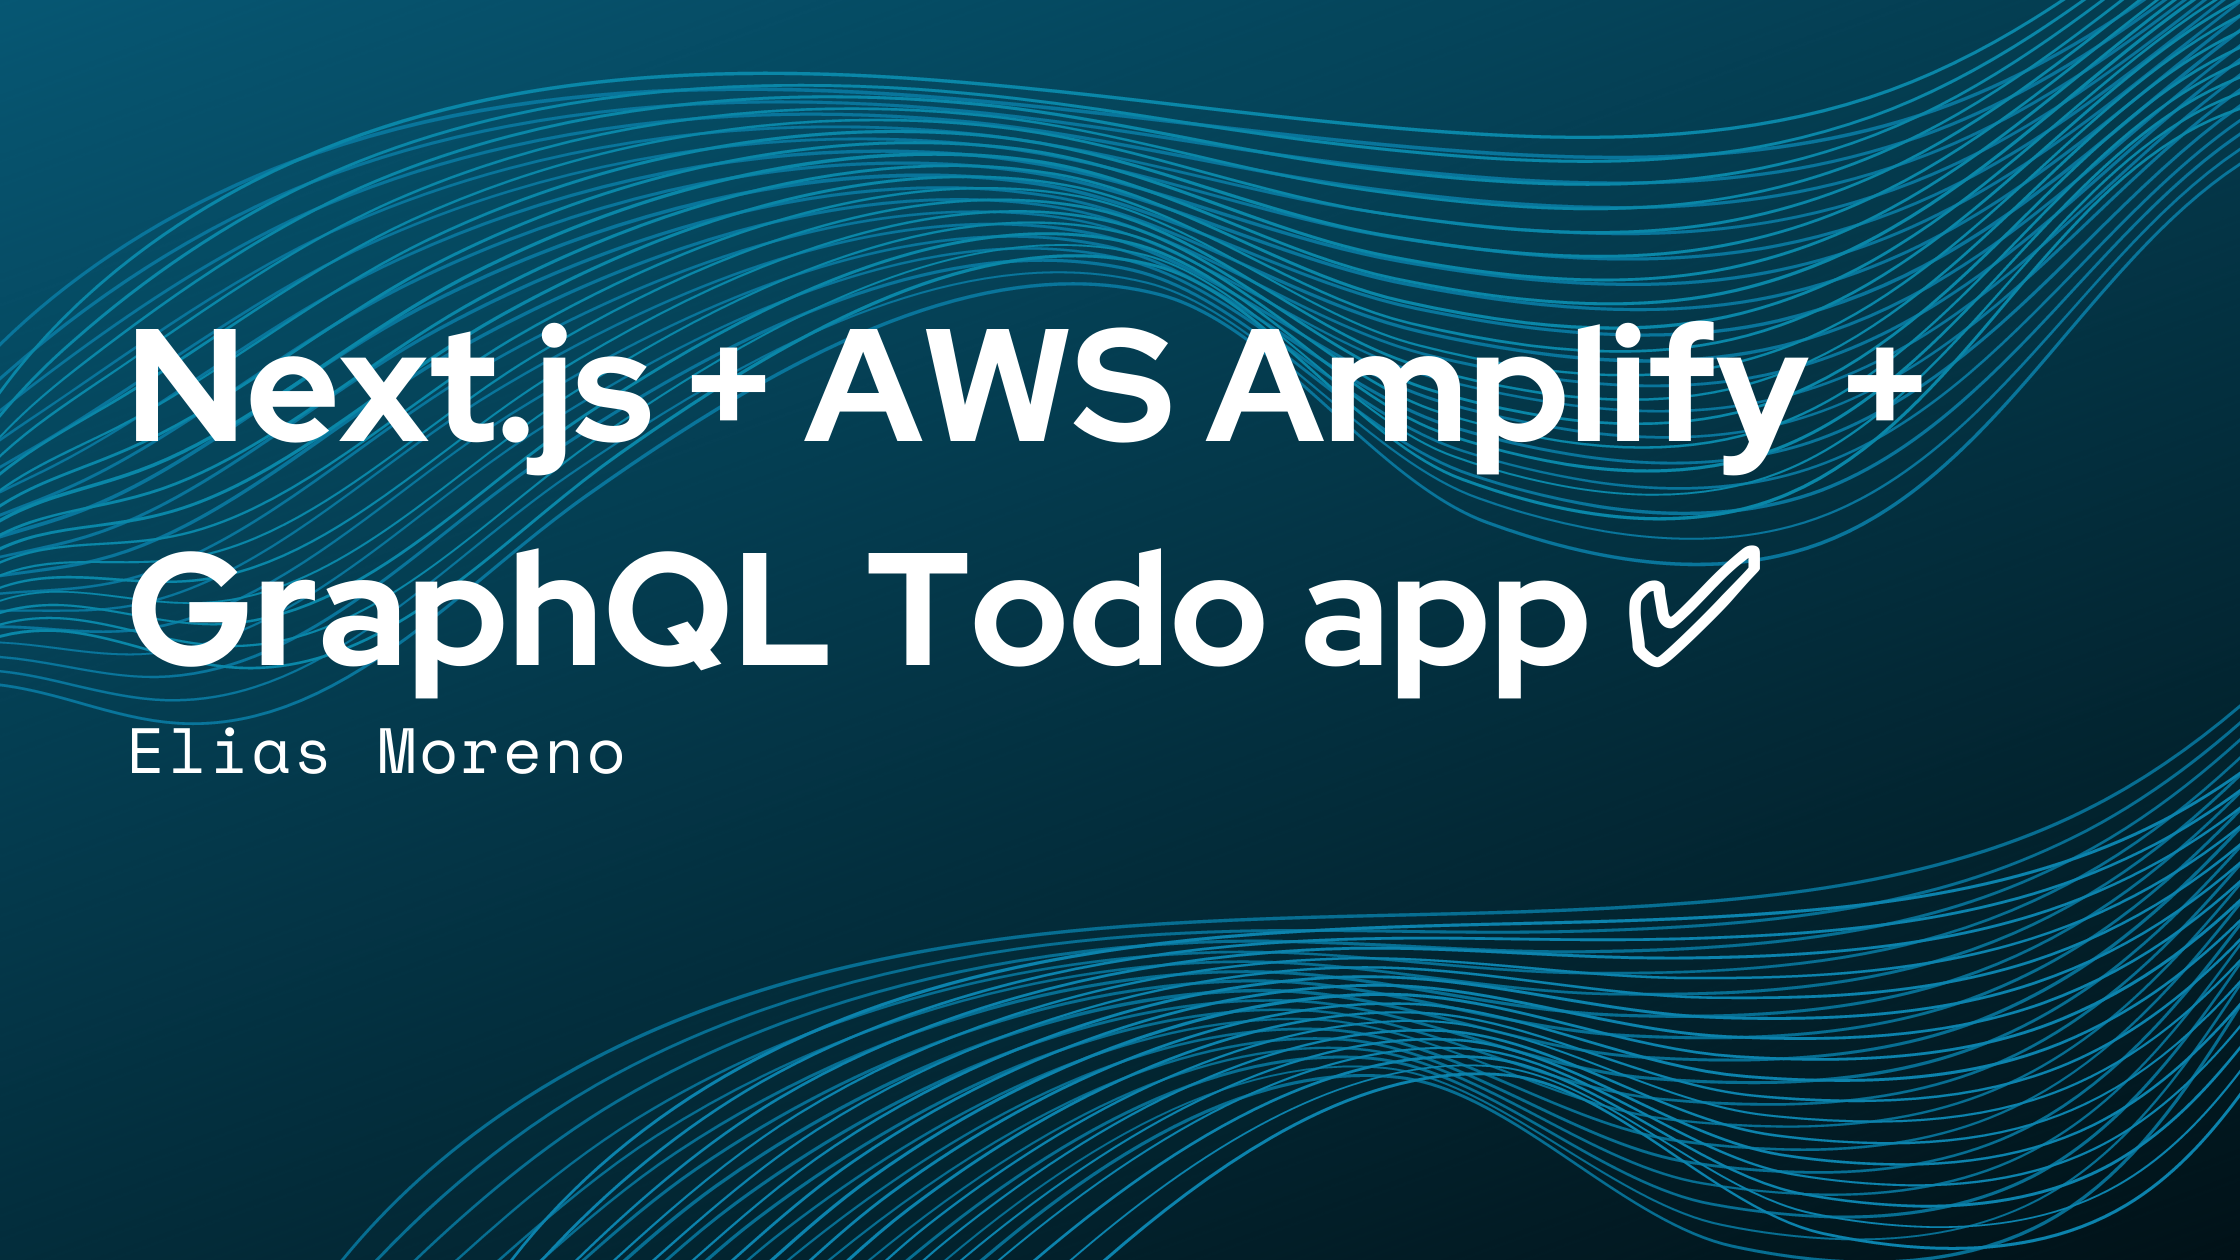 Next.js + AWS Amplify +
GraphQL Todo app ✅
Elias Moreno